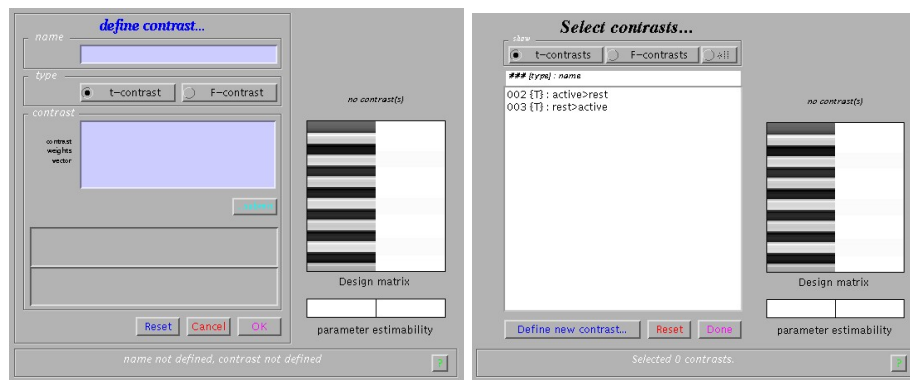 define contrast...
name
type
t-contrast
F-contrast
contrast
contrast
weights
vector
...submit
Reset
Cancel
OK
no contrast(s)
Design matrix
parameter estimability
name not defined, contrast not defined
?
Select contrasts...
show
t-contrasts
F-contrasts
All
### {type} : name
002 {T} : active>rest
003 {T} : rest>active
Define new contrast...
Reset
Done
no contrast(s)
Design matrix
parameter estimability
Selected 0 contrasts.
?